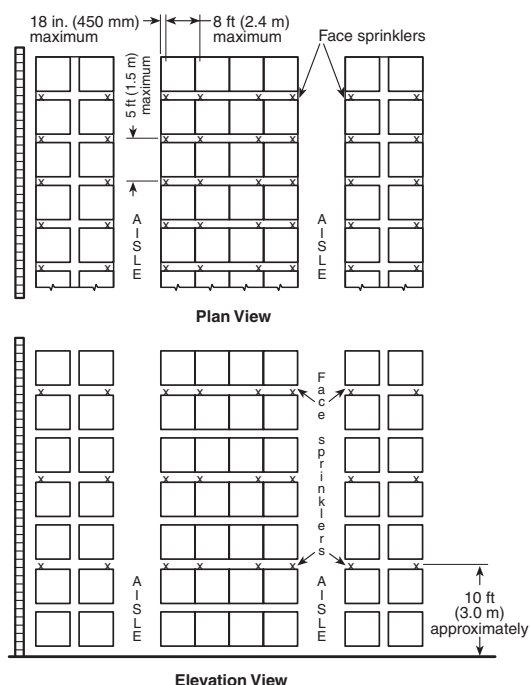 18 in. (450 mm)
maximum
8 ft (2.4 m)
maximum
Face sprinklers
5 ft (1.5 m)
maximum
x x x x x x x x
x x x x x x x x
x x x x x x x x
x x x x x x x x
x x x x x x x x
AISLE
AISLE
Plan View
x x x x x x x x
x x x x x x x x
x x x x x x x x
Face sprinklers
AISLE
AISLE
10 ft
(3.0 m)
approximately
Elevation View